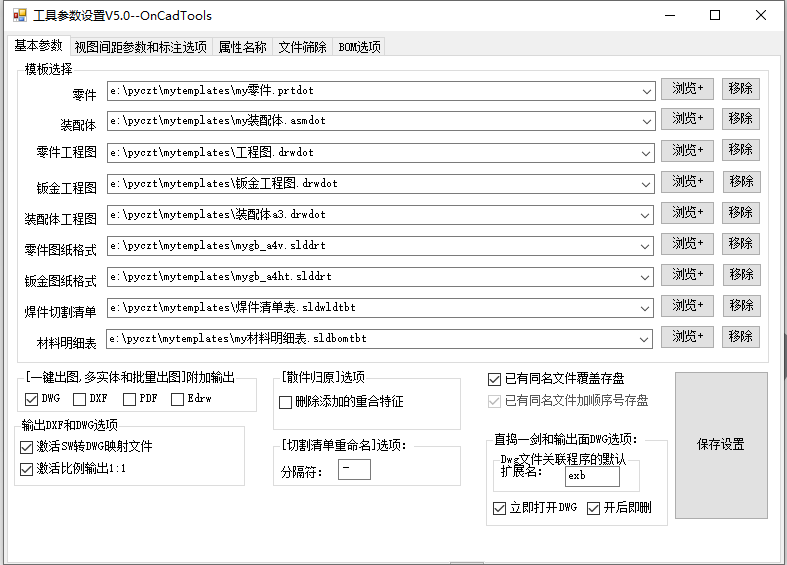 工具参数设置V5.0--OnCadTools
基本参数 视图间距参数和标注选项 属性名称 文件筛除 BOM选项
模板选择
零件 e:\pyczt\mytemplates\my零件.prtdot 浏览+ 移除
装配体 e:\pyczt\mytemplates\my装配体.asmdot 浏览+ 移除
零件工程图 e:\pyczt\mytemplates\工程图.drwdot 浏览+ 移除
钣金工程图 e:\pyczt\mytemplates\钣金工程图.drwdot 浏览+ 移除
装配体工程图 e:\pyczt\mytemplates\装配体a3.drwdot 浏览+ 移除
零件图纸格式 e:\pyczt\mytemplates\mygb_a4v.slddrt 浏览+ 移除
钣金图纸格式 e:\pyczt\mytemplates\mygb_a4ht.slddrt 浏览+ 移除
焊件切割清单 e:\pyczt\mytemplates\焊件清单表.sldwldtbt 浏览+ 移除
材料明细表 e:\pyczt\mytemplates\my材料明细表.sldbomtbt 浏览+ 移除
[一键出图,多实体和批量出图]附加输出
DWG DXF PDF Edrw
输出DXF和DWG选项
激活SW转DWG映射文件
激活比例输出1:1
[散件归原]选项
删除添加的重合特征
[切割清单重命名]选项:
分隔符: -
已有同名文件覆盖存盘
已有同名文件加顺序号存盘
直捣一剑和输出面DWG选项:
Dwg文件关联程序的默认
扩展名: exb
立即打开DWG 开后即删
保存设置